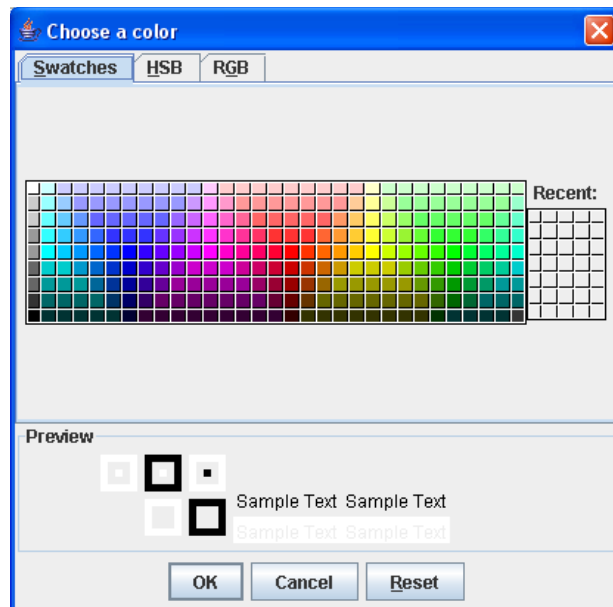 Choose a color
Swatches HSB RGB
Recent:
Preview
Sample Text Sample Text
Sample Text Sample Text
OK Cancel Reset